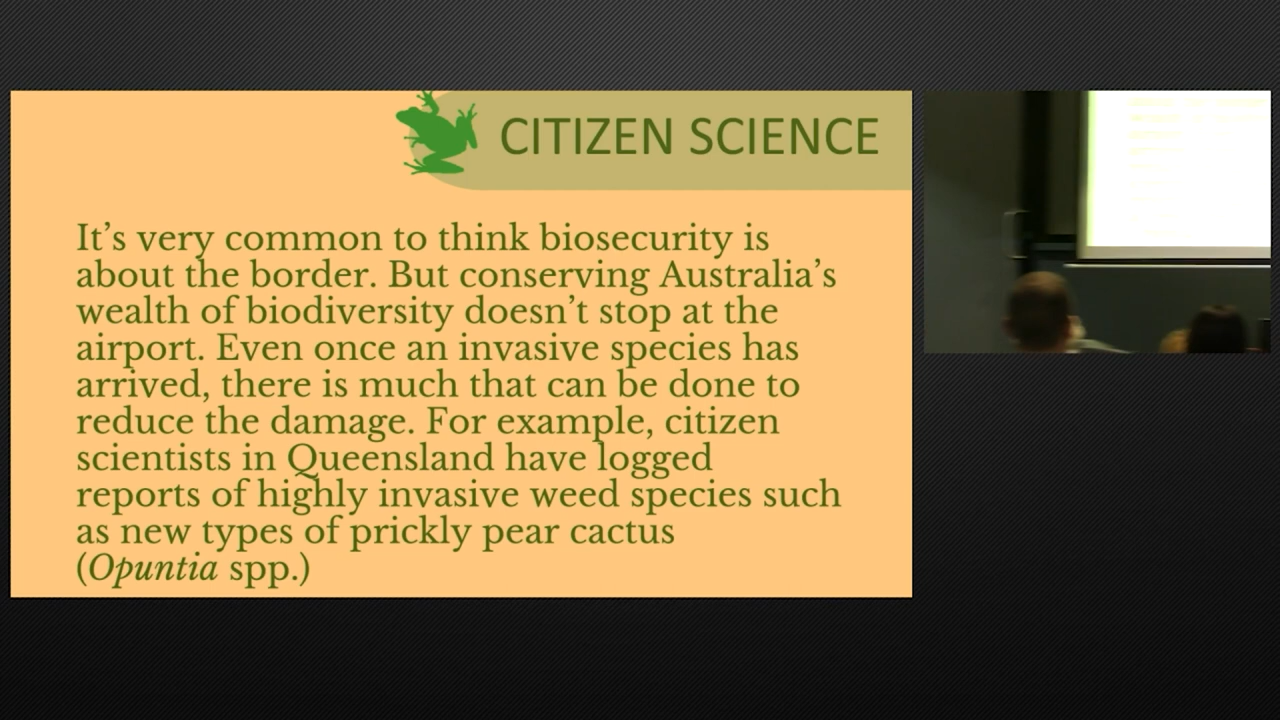 CITIZEN SCIENCE
It’s very common to think biosecurity is
about the border. But conserving Australia’s
wealth of biodiversity doesn’t stop at the
airport. Even once an invasive species has
arrived, there is much that can be done to
reduce the damage. For example, citizen
scientists in Queensland have logged
reports of highly invasive weed species such
as new types of prickly pear cactus
(Opuntia spp.)